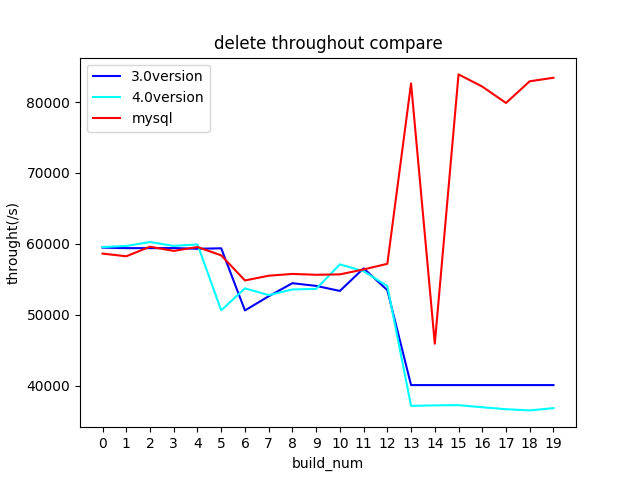 delete throughout compare
3.0version
4.0version
mysql
throught(/s)
80000
70000
60000
50000
40000
0 1 2 3 4 5 6 7 8 9 10 11 12 13 14 15 16 17 18 19
build_num